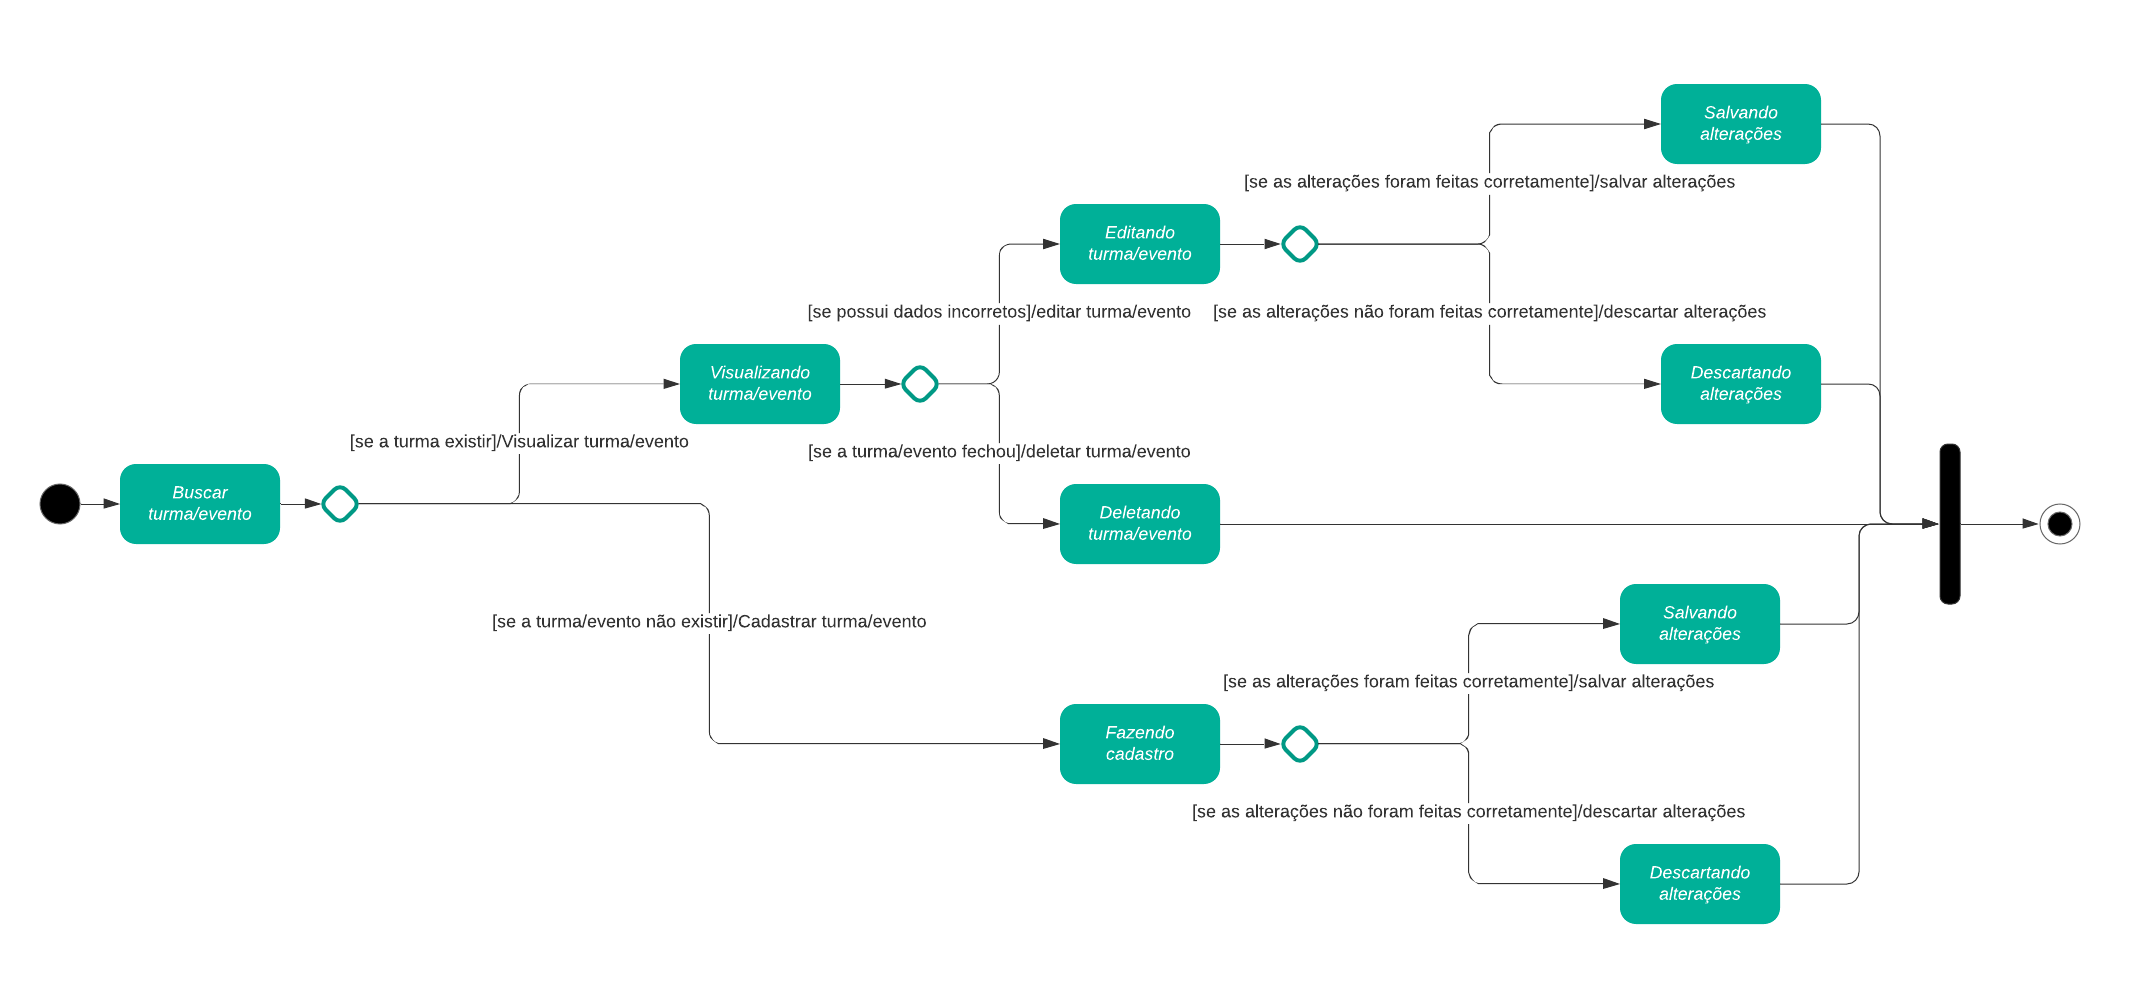 Salvando
alterações
[se as alterações foram feitas corretamente]/salvar alterações
Editando
turma/evento
[se possui dados incorretos]/editar turma/evento
[se as alterações não foram feitas corretamente]/descartar alterações
Visualizando
turma/evento
Descartando
alterações
[se a turma existir]/Visualizar turma/evento
[se a turma/evento fechou]/deletar turma/evento
Buscar
turma/evento
Deletando
turma/evento
[se a turma/evento não existir]/Cadastrar turma/evento
Salvando
alterações
[se as alterações foram feitas corretamente]/salvar alterações
Fazendo
cadastro
[se as alterações não foram feitas corretamente]/descartar alterações
Descartando
alterações